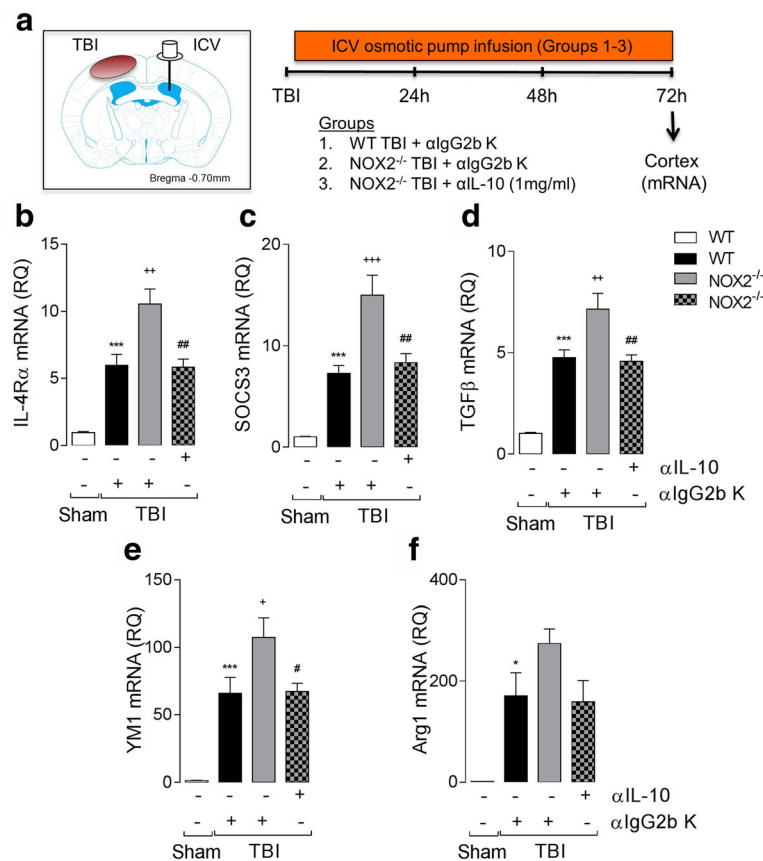 a
TBI
ICV
Bregma -0.70mm
ICV osmotic pump infusion (Groups 1-3)
TBI 24h 48h 72h
Groups
1. WT TBI + αIgG2b K
2. NOX2-/- TBI + αIgG2b K
3. NOX2-/- TBI + αIL-10 (1mg/ml)
Cortex
(mRNA)
b
IL-4Rα mRNA (RQ)
15
10
5
0
***
++
##
- - - +
- + + -
Sham TBI
c
SOCS3 mRNA (RQ)
20
10
0
***
+++
##
- - - +
- + + -
Sham TBI
d
TGFβ mRNA (RQ)
10
5
0
***
++
##
- - - + αIL-10
- + + - αIgG2b K
Sham TBI
WT
WT
NOX2-/-
NOX2-/-
e
YM1 mRNA (RQ)
150
100
50
0
***
+
#
- - - +
- + + -
Sham TBI
f
Arg1 mRNA (RQ)
400
200
0
*
- - - + αIL-10
- + + - αIgG2b K
Sham TBI